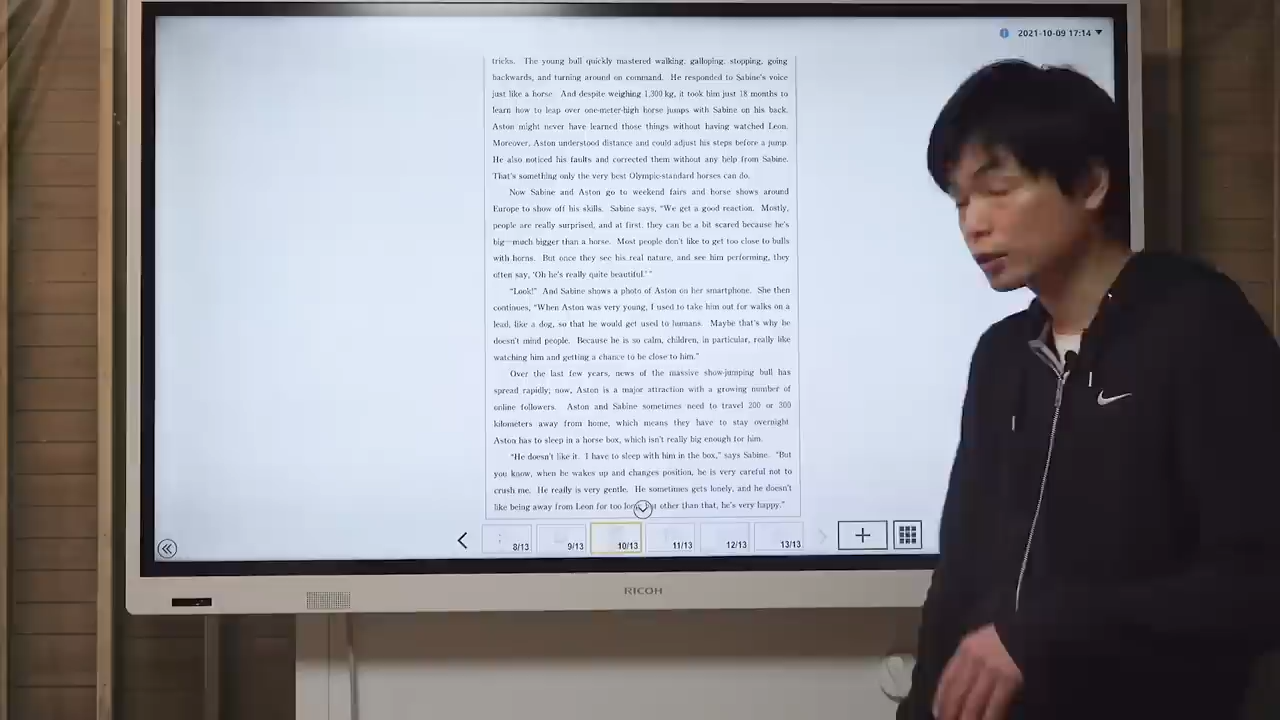 2021-10-09 17:14
tricks. The young bull quickly mastered walking, galloping, stopping, going
backwards, and turning around on command. He responded to Sabine's voice
just like a horse. And despite weighing 1,300 kg, it took him just 18 months to
learn how to leap over one-meter-high horse jumps with Sabine on his back.
Aston might never have learned those things without having watched Leon.
Moreover, Aston understood distance and could adjust his steps before a jump.
He also noticed his faults and corrected them without any help from Sabine.
That's something only the very best Olympic-standard horses can do.
Now Sabine and Aston go to weekend fairs and horse shows around
Europe to show off his skills. Sabine says, "We get a good reaction. Mostly,
people are really surprised, and at first, they can be a bit scared because he's
big—much bigger than a horse. Most people don't like to get too close to bulls
with horns. But once they see his real nature, and see him performing, they
often say, 'Oh he's really quite beautiful.'"
"Look!" And Sabine shows a photo of Aston on her smartphone. She then
continues, "When Aston was very young, I used to take him out for walks on a
lead, like a dog, so that he would get used to humans. Maybe that's why he
doesn't mind people. Because he is so calm, children, in particular, really like
watching him and getting a chance to be close to him."
Over the last few years, news of the massive show-jumping bull has
spread rapidly; now, Aston is a major attraction with a growing number of
online followers. Aston and Sabine sometimes need to travel 200 or 300
kilometers away from home, which means they have to stay overnight
Aston has to sleep in a horse box, which isn't really big enough for him.
"He doesn't like it. I have to sleep with him in the box," says Sabine. "But
you know, when he wakes up and changes position, he is very careful not to
crush me. He really is very gentle. He sometimes gets lonely, and he doesn't
like being away from Leon for too long, but other than that, he's very happy."
8/13 9/13 10/13 11/13 12/13 13/13
RICOH